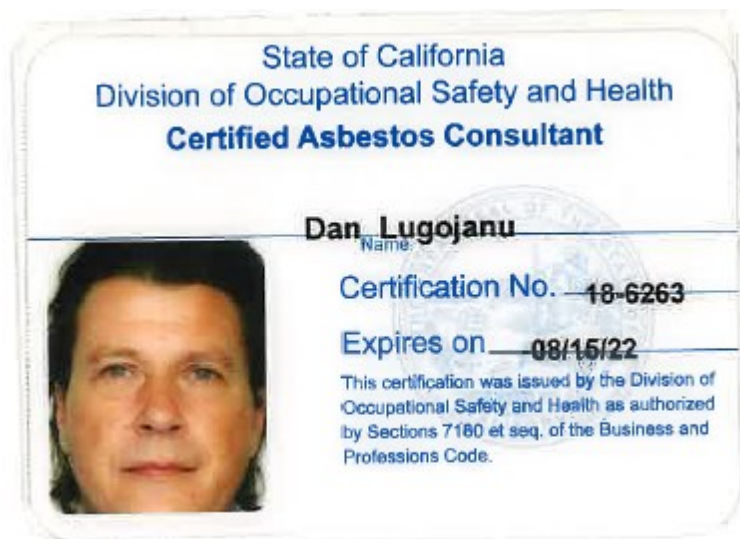 State of California
Division of Occupational Safety and Health
Certified Asbestos Consultant
Dan Lugojanu
Name
Certification No. 18-6263
Expires on 08/15/22
This certification was issued by the Division of
Occupational Safety and Health as authorized
by Sections 7180 et seq. of the Business and
Professions Code.